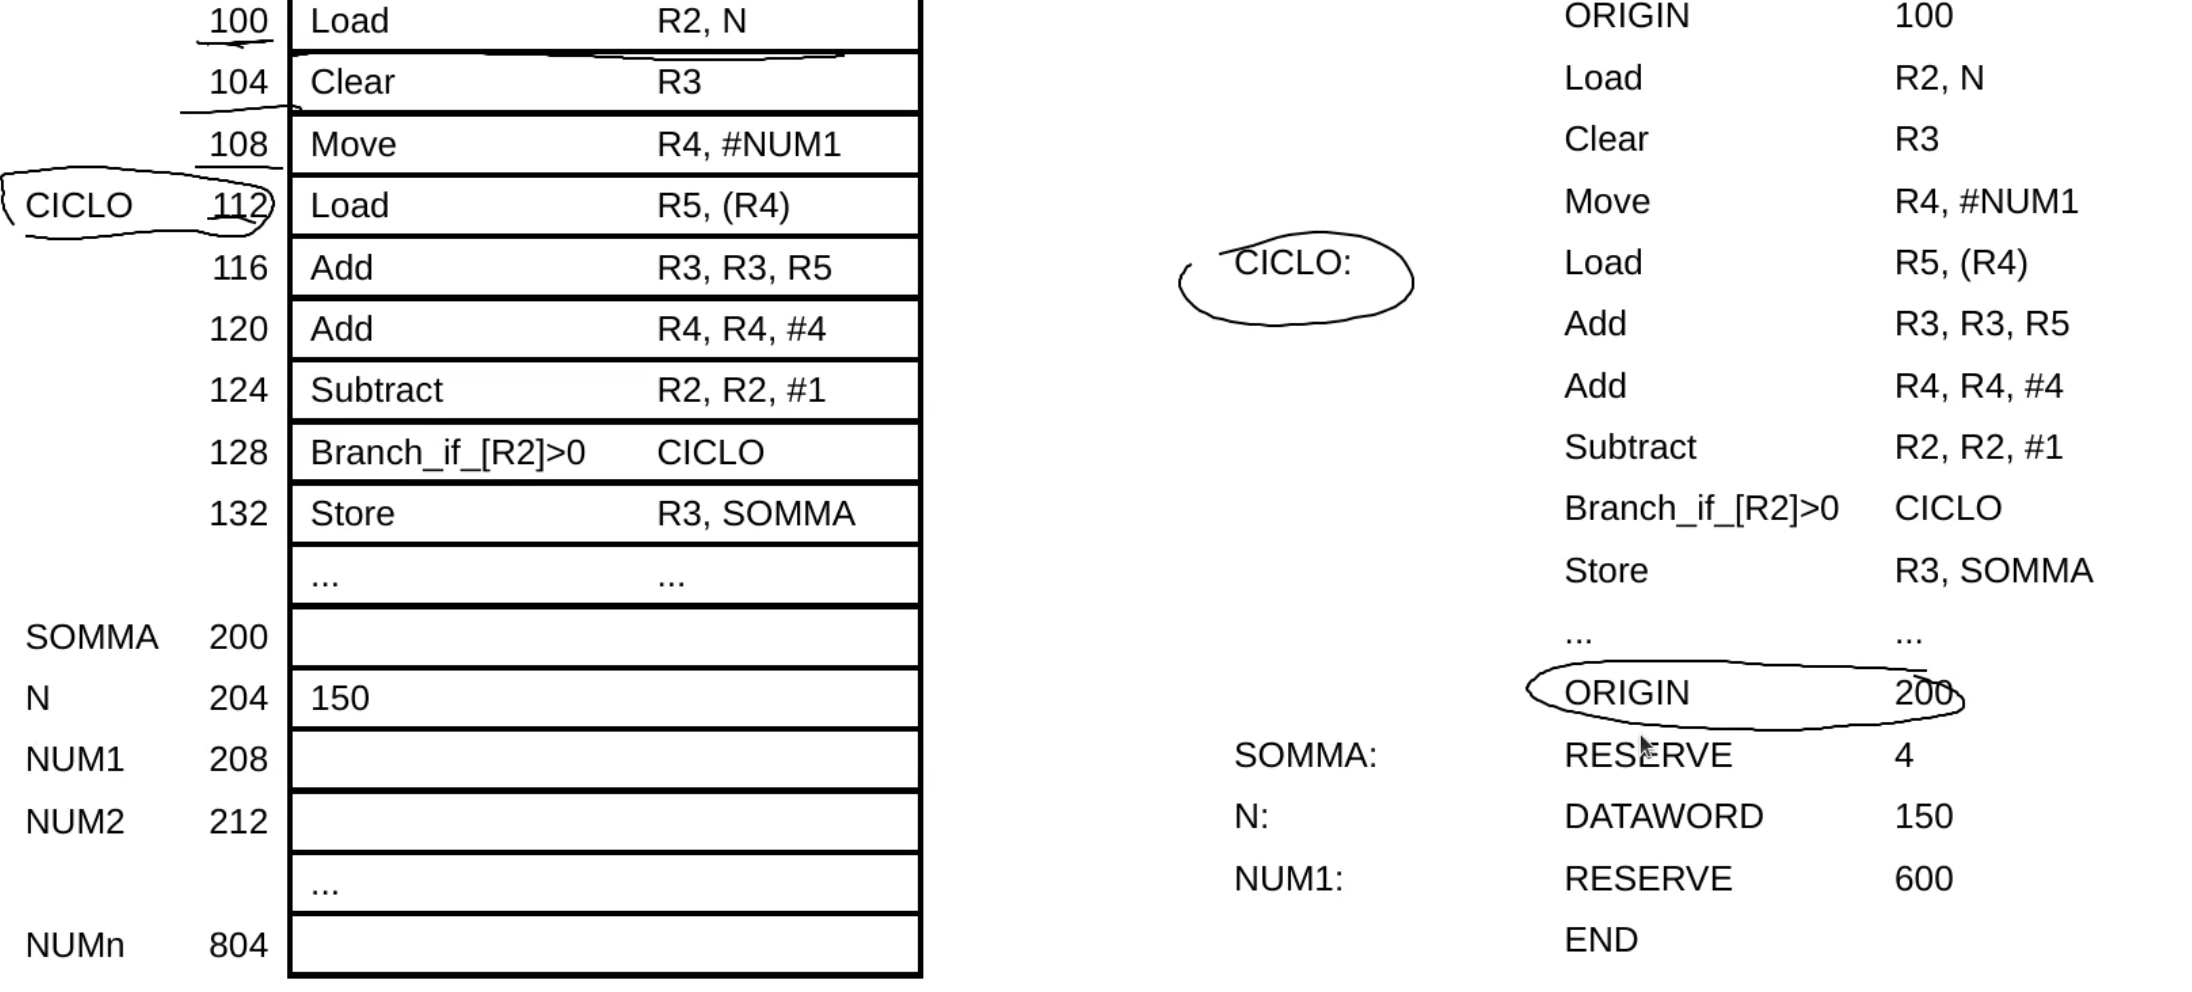 100 Load R2, N
104 Clear R3
108 Move R4, #NUM1
CICLO 112 Load R5, (R4)
116 Add R3, R3, R5
120 Add R4, R4, #4
124 Subtract R2, R2, #1
128 Branch_if_[R2]>0 CICLO
132 Store R3, SOMMA
... ...
SOMMA 200
N 204 150
NUM1 208
NUM2 212
...
NUMn 804
ORIGIN 100
Load R2, N
Clear R3
Move R4, #NUM1
CICLO: Load R5, (R4)
Add R3, R3, R5
Add R4, R4, #4
Subtract R2, R2, #1
Branch_if_[R2]>0 CICLO
Store R3, SOMMA
... ...
ORIGIN 200
SOMMA: RESERVE 4
N: DATAWORD 150
NUM1: RESERVE 600
END